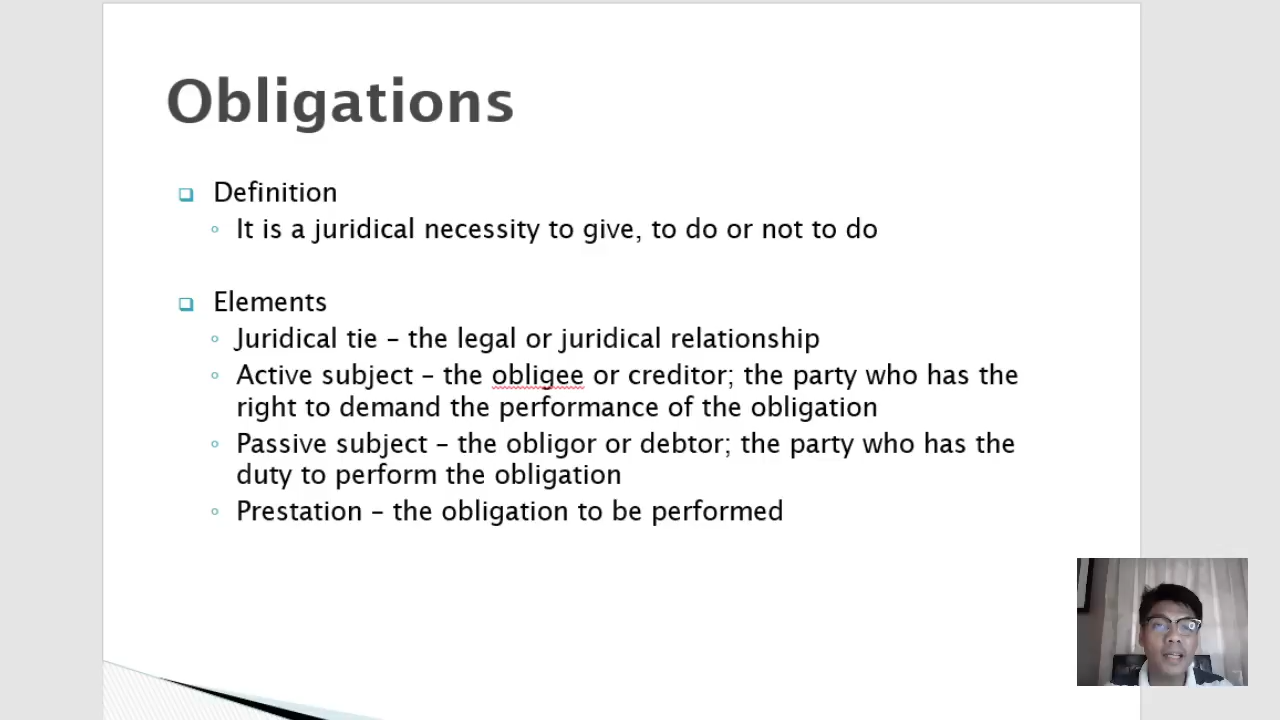 Obligations
Definition
It is a juridical necessity to give, to do or not to do
Elements
Juridical tie – the legal or juridical relationship
Active subject – the obligee or creditor; the party who has the
right to demand the performance of the obligation
Passive subject – the obligor or debtor; the party who has the
duty to perform the obligation
Prestation – the obligation to be performed